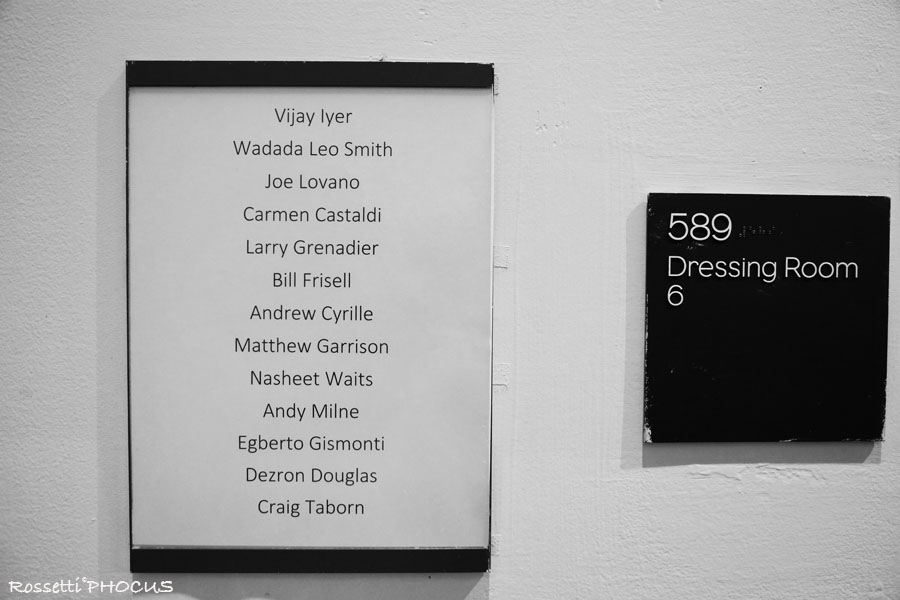 Vijay Iyer
Wadada Leo Smith
Joe Lovano
Carmen Castaldi
Larry Grenadier
Bill Frisell
Andrew Cyrille
Matthew Garrison
Nasheet Waits
Andy Milne
Egberto Gismonti
Dezron Douglas
Craig Taborn
589
Dressing Room
6
Rossetti°PHOCUS